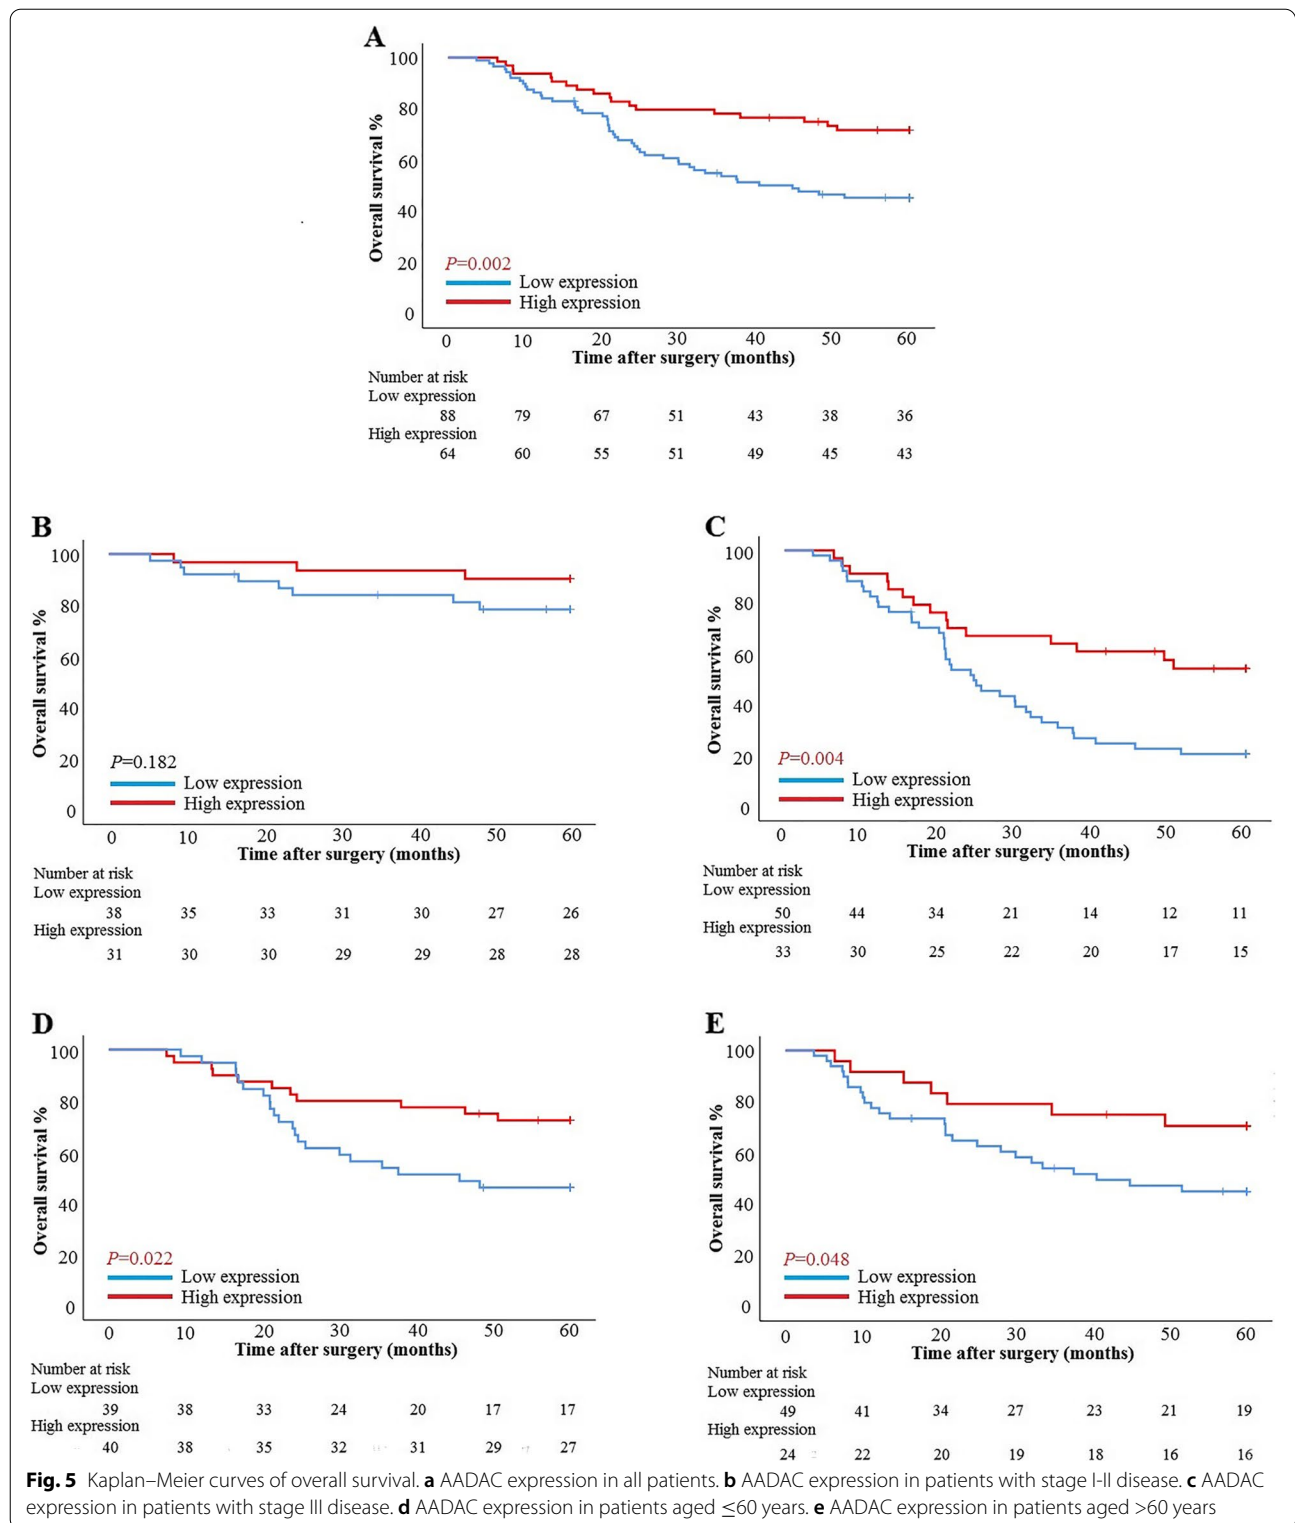 A
100
80
60
40
20
0
Overall survival %
P=0.002
Low expression
High expression
0 10 20 30 40 50 60
Time after surgery (months)
Number at risk
Low expression
88 79 67 51 43 38 36
High expression
64 60 55 51 49 45 43
B
100
80
60
40
20
0
Overall survival %
P=0.182
Low expression
High expression
0 10 20 30 40 50 60
Time after surgery (months)
Number at risk
Low expression
38 35 33 31 30 27 26
High expression
31 30 30 29 29 28 28
C
100
80
60
40
20
0
Overall survival %
P=0.004
Low expression
High expression
0 10 20 30 40 50 60
Time after surgery (months)
Number at risk
Low expression
50 44 34 21 14 12 11
High expression
33 30 25 22 20 17 15
D
100
80
60
40
20
0
Overall survival %
P=0.022
Low expression
High expression
0 10 20 30 40 50 60
Time after surgery (months)
Number at risk
Low expression
39 38 33 24 20 17 17
High expression
40 38 35 32 31 29 27
E
100
80
60
40
20
0
Overall survival %
P=0.048
Low expression
High expression
0 10 20 30 40 50 60
Time after surgery (months)
Number at risk
Low expression
49 41 34 27 23 21 19
High expression
24 22 20 19 18 16 16
Fig. 5 Kaplan–Meier curves of overall survival. a AADAC expression in all patients. b AADAC expression in patients with stage I-II disease. c AADAC
expression in patients with stage III disease. d AADAC expression in patients aged ≤60 years. e AADAC expression in patients aged >60 years